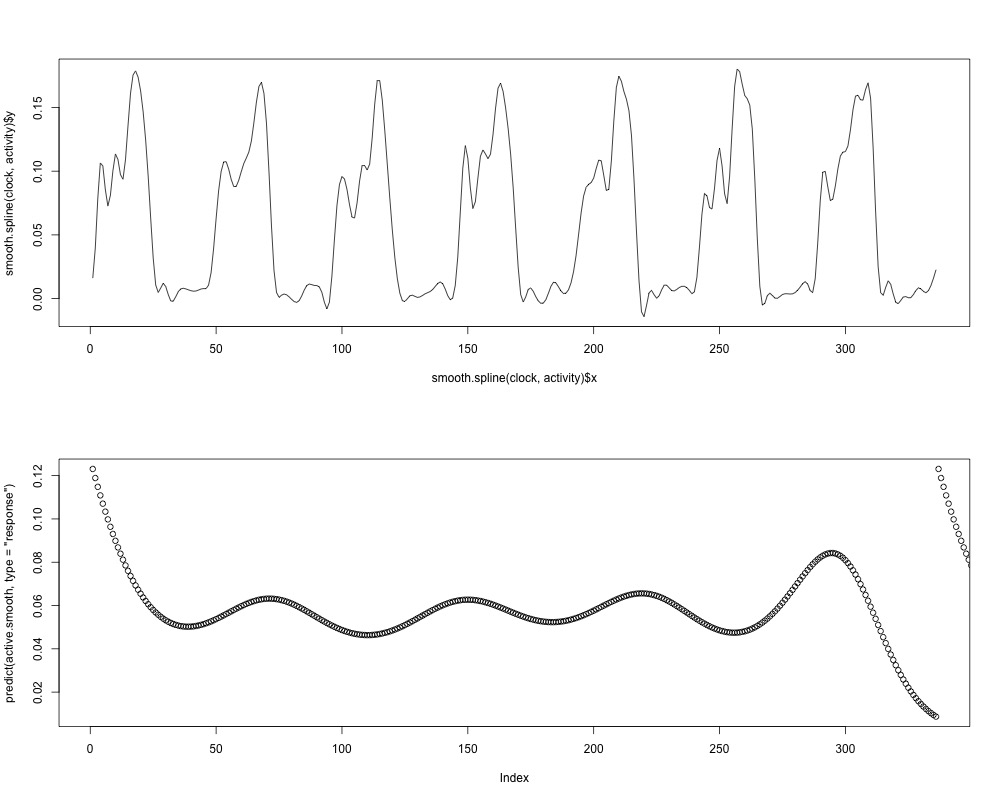 smooth.spline(clock, activity)$y
0.15
0.10
0.05
0.00
0 50 100 150 200 250 300
smooth.spline(clock, activity)$x
predict(active.smooth, type = "response")
0.12
0.10
0.08
0.06
0.04
0.02
0 50 100 150 200 250 300
Index